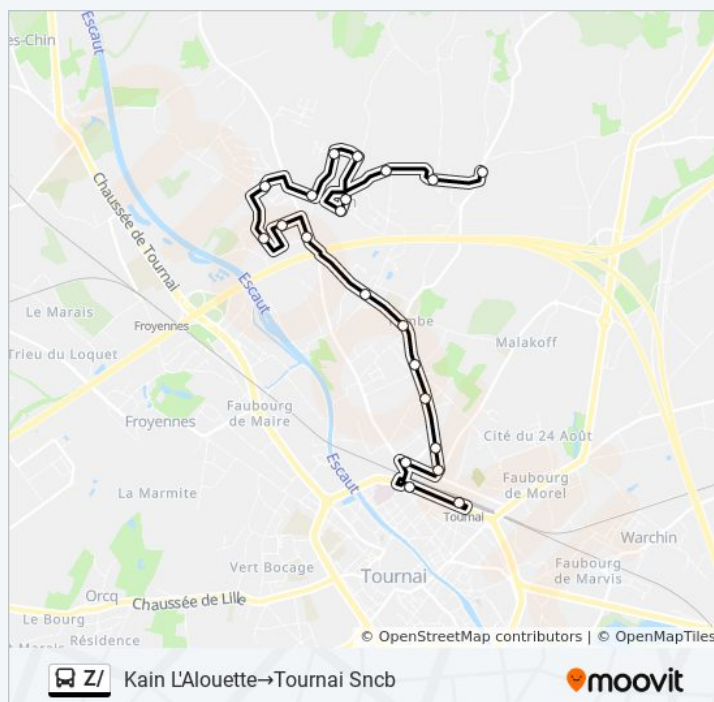 Escaut
es-Chin
Chaussée de Tournai
Escaut
Le Marais
Froyennes
mbe
Malakoff
Trieu du Loquet
Faubourg
de Maire
Froyennes
Cité du 24 Août
Escaut
Faubourg
de Morel
La Marmite
Tournai
Warchin
Vert Bocage
Tournai
Faubourg
de Marvis
Orcq
Chaussée de Lille
Le Bourg
t Marais
Résidence
© OpenStreetMap contributors | © OpenMapTiles
Z/ Kain L'Alouette→Tournai Sncb
moovit